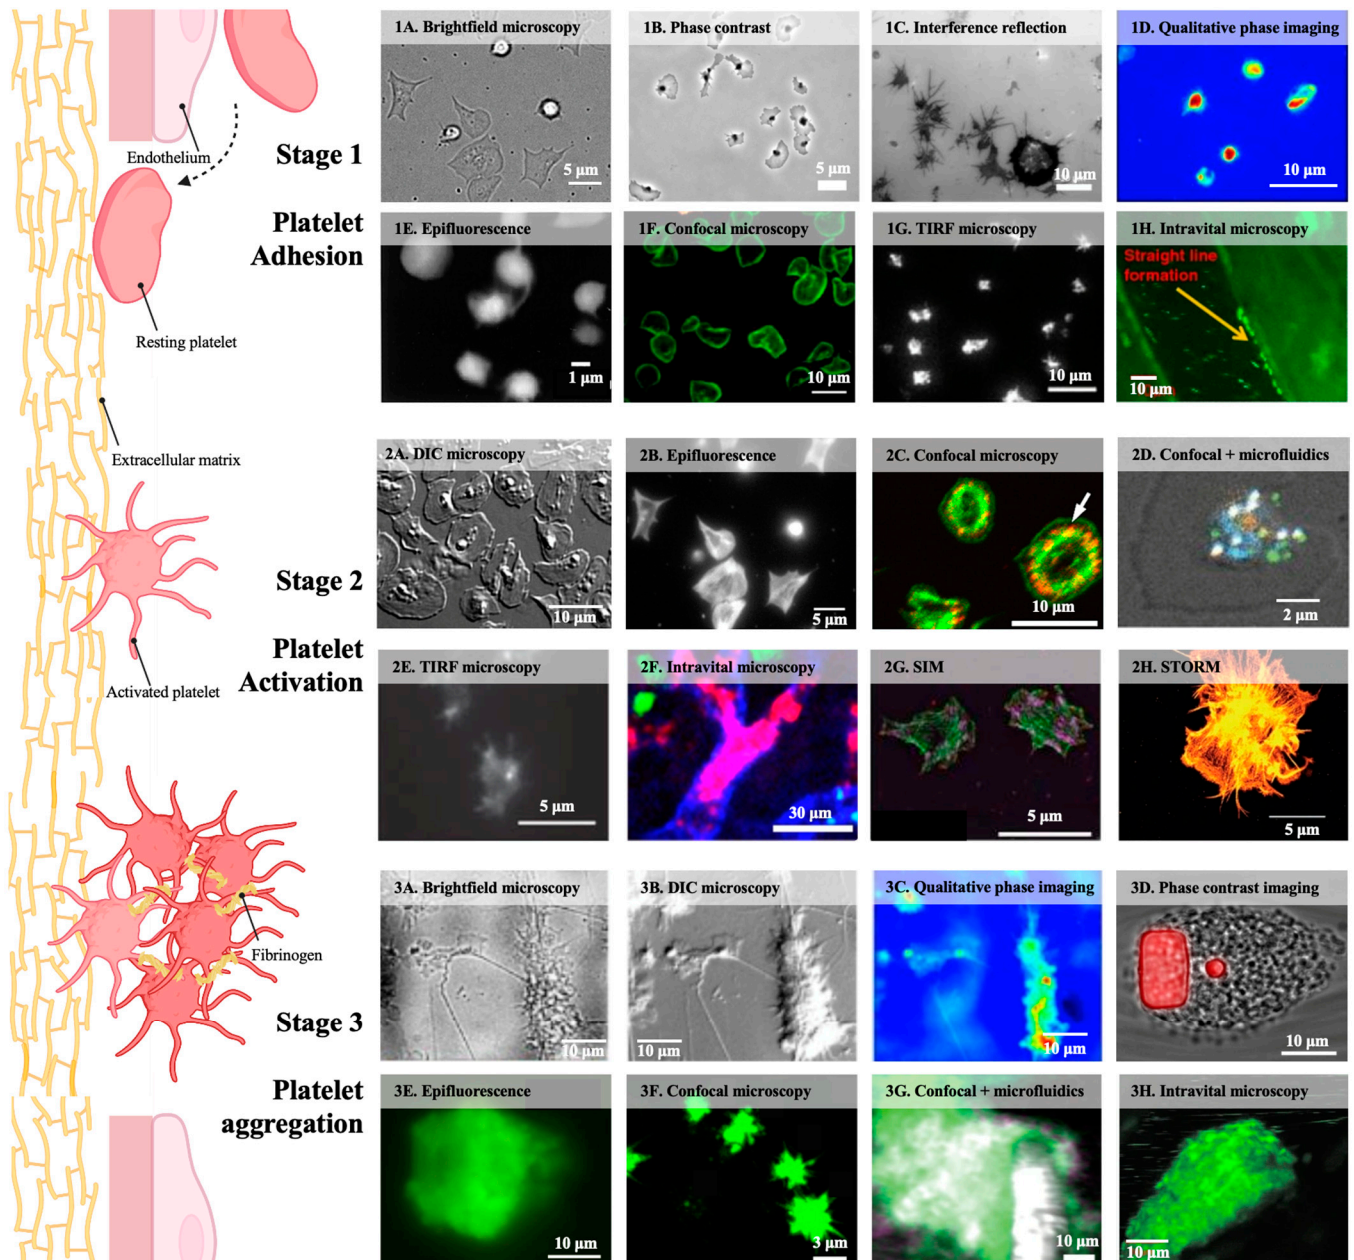 1A. Brightfield microscopy
5 μm
1B. Phase contrast
5 μm
1C. Interference reflection
10 μm
1D. Qualitative phase imaging
10 μm
Endothelium
Stage 1
Platelet
Adhesion
Resting platelet
Extracellular matrix
1E. Epifluorescence
1 μm
1F. Confocal microscopy
10 μm
1G. TIRF microscopy
10 μm
1H. Intravital microscopy
Straight line
formation
10 μm
2A. DIC microscopy
10 μm
2B. Epifluorescence
5 μm
2C. Confocal microscopy
10 μm
2D. Confocal + microfluidics
2 μm
Stage 2
Platelet
Activation
Activated platelet
2E. TIRF microscopy
5 μm
2F. Intravital microscopy
30 μm
2G. SIM
5 μm
2H. STORM
5 μm
3A. Brightfield microscopy
10 μm
3B. DIC microscopy
10 μm
3C. Qualitative phase imaging
10 μm
3D. Phase contrast imaging
10 μm
Fibrinogen
Stage 3
Platelet
aggregation
3E. Epifluorescence
10 μm
3F. Confocal microscopy
3 μm
3G. Confocal + microfluidics
10 μm
3H. Intravital microscopy
10 μm